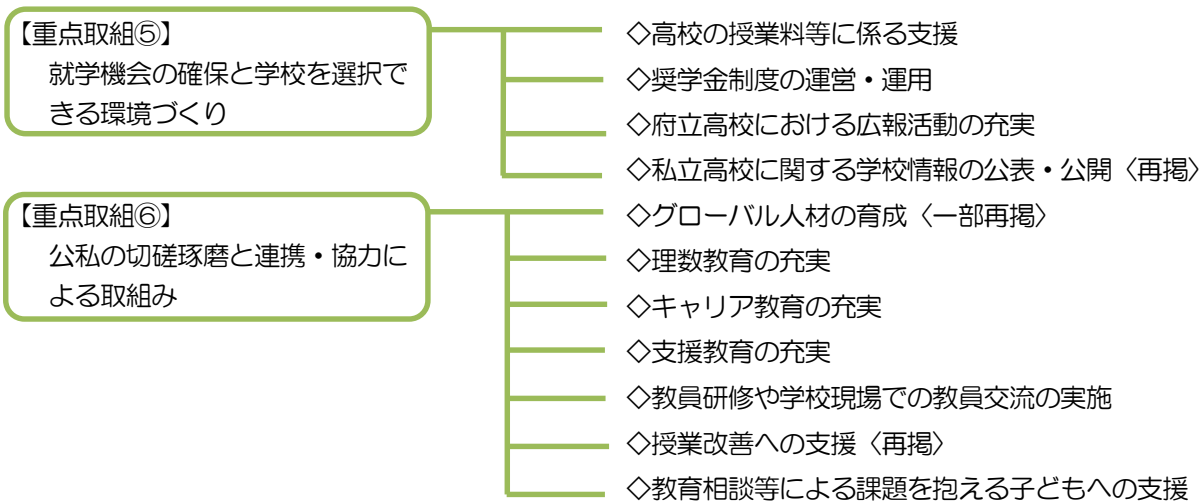 【重点取組⑤】
就学機会の確保と学校を選択で
きる環境づくり
◇高校の授業料等に係る支援
◇奨学金制度の運営・運用
◇府立高校における広報活動の充実
◇私立高校に関する学校情報の公表・公開〈再掲〉
【重点取組⑥】
公私の切磋琢磨と連携・協力に
よる取組み
◇グローバル人材の育成〈一部再掲〉
◇理数教育の充実
◇キャリア教育の充実
◇支援教育の充実
◇教員研修や学校現場での教員交流の実施
◇授業改善への支援〈再掲〉
◇教育相談等による課題を抱える子どもへの支援